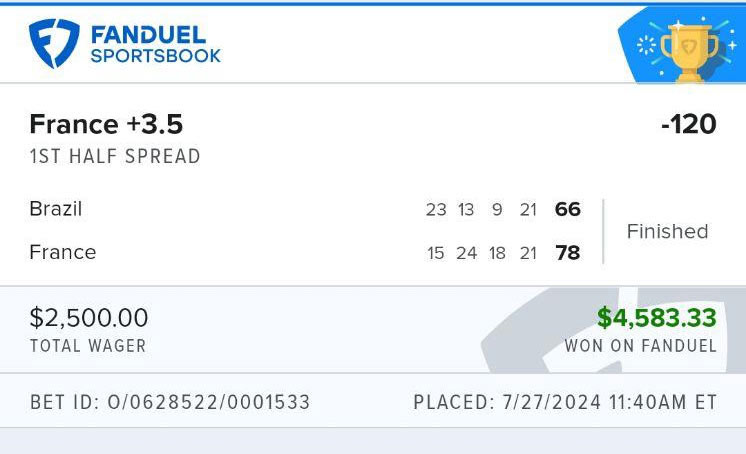 FANDUEL
SPORTSBOOK
France +3.5 -120
1ST HALF SPREAD
Brazil 23 13 9 21 66
Finished
France 15 24 18 21 78
$2,500.00 $4,583.33
TOTAL WAGER WON ON FANDUEL
BET ID: O/0628522/0001533 PLACED: 7/27/2024 11:40AM ET